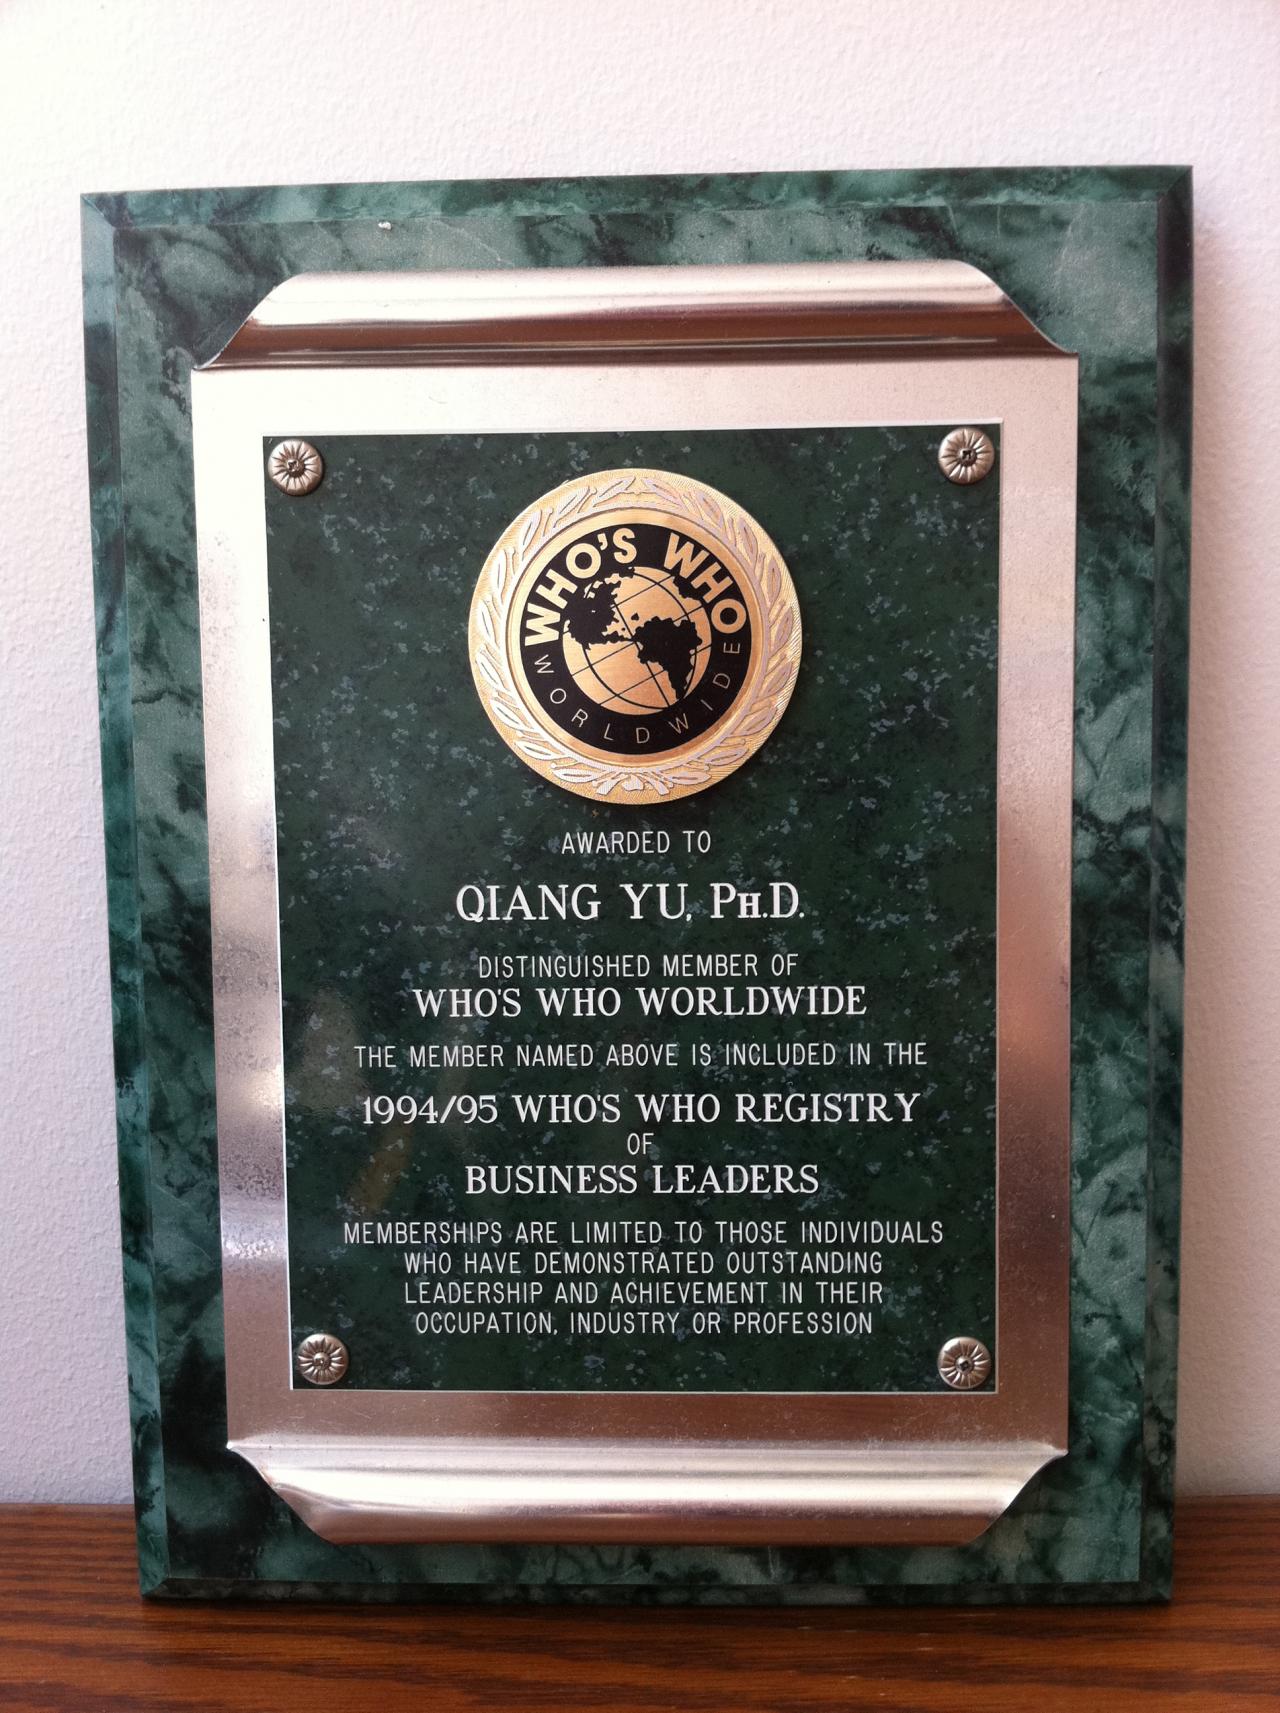 WHO'S WHO
WORLDWIDE
AWARDED TO
QIANG YU, PH.D.
DISTINGUISHED MEMBER OF
WHO'S WHO WORLDWIDE
THE MEMBER NAMED ABOVE IS INCLUDED IN THE
1994/95 WHO'S WHO REGISTRY
OF
BUSINESS LEADERS
MEMBERSHIPS ARE LIMITED TO THOSE INDIVIDUALS
WHO HAVE DEMONSTRATED OUTSTANDING
LEADERSHIP AND ACHIEVEMENT IN THEIR
OCCUPATION, INDUSTRY OR PROFESSION